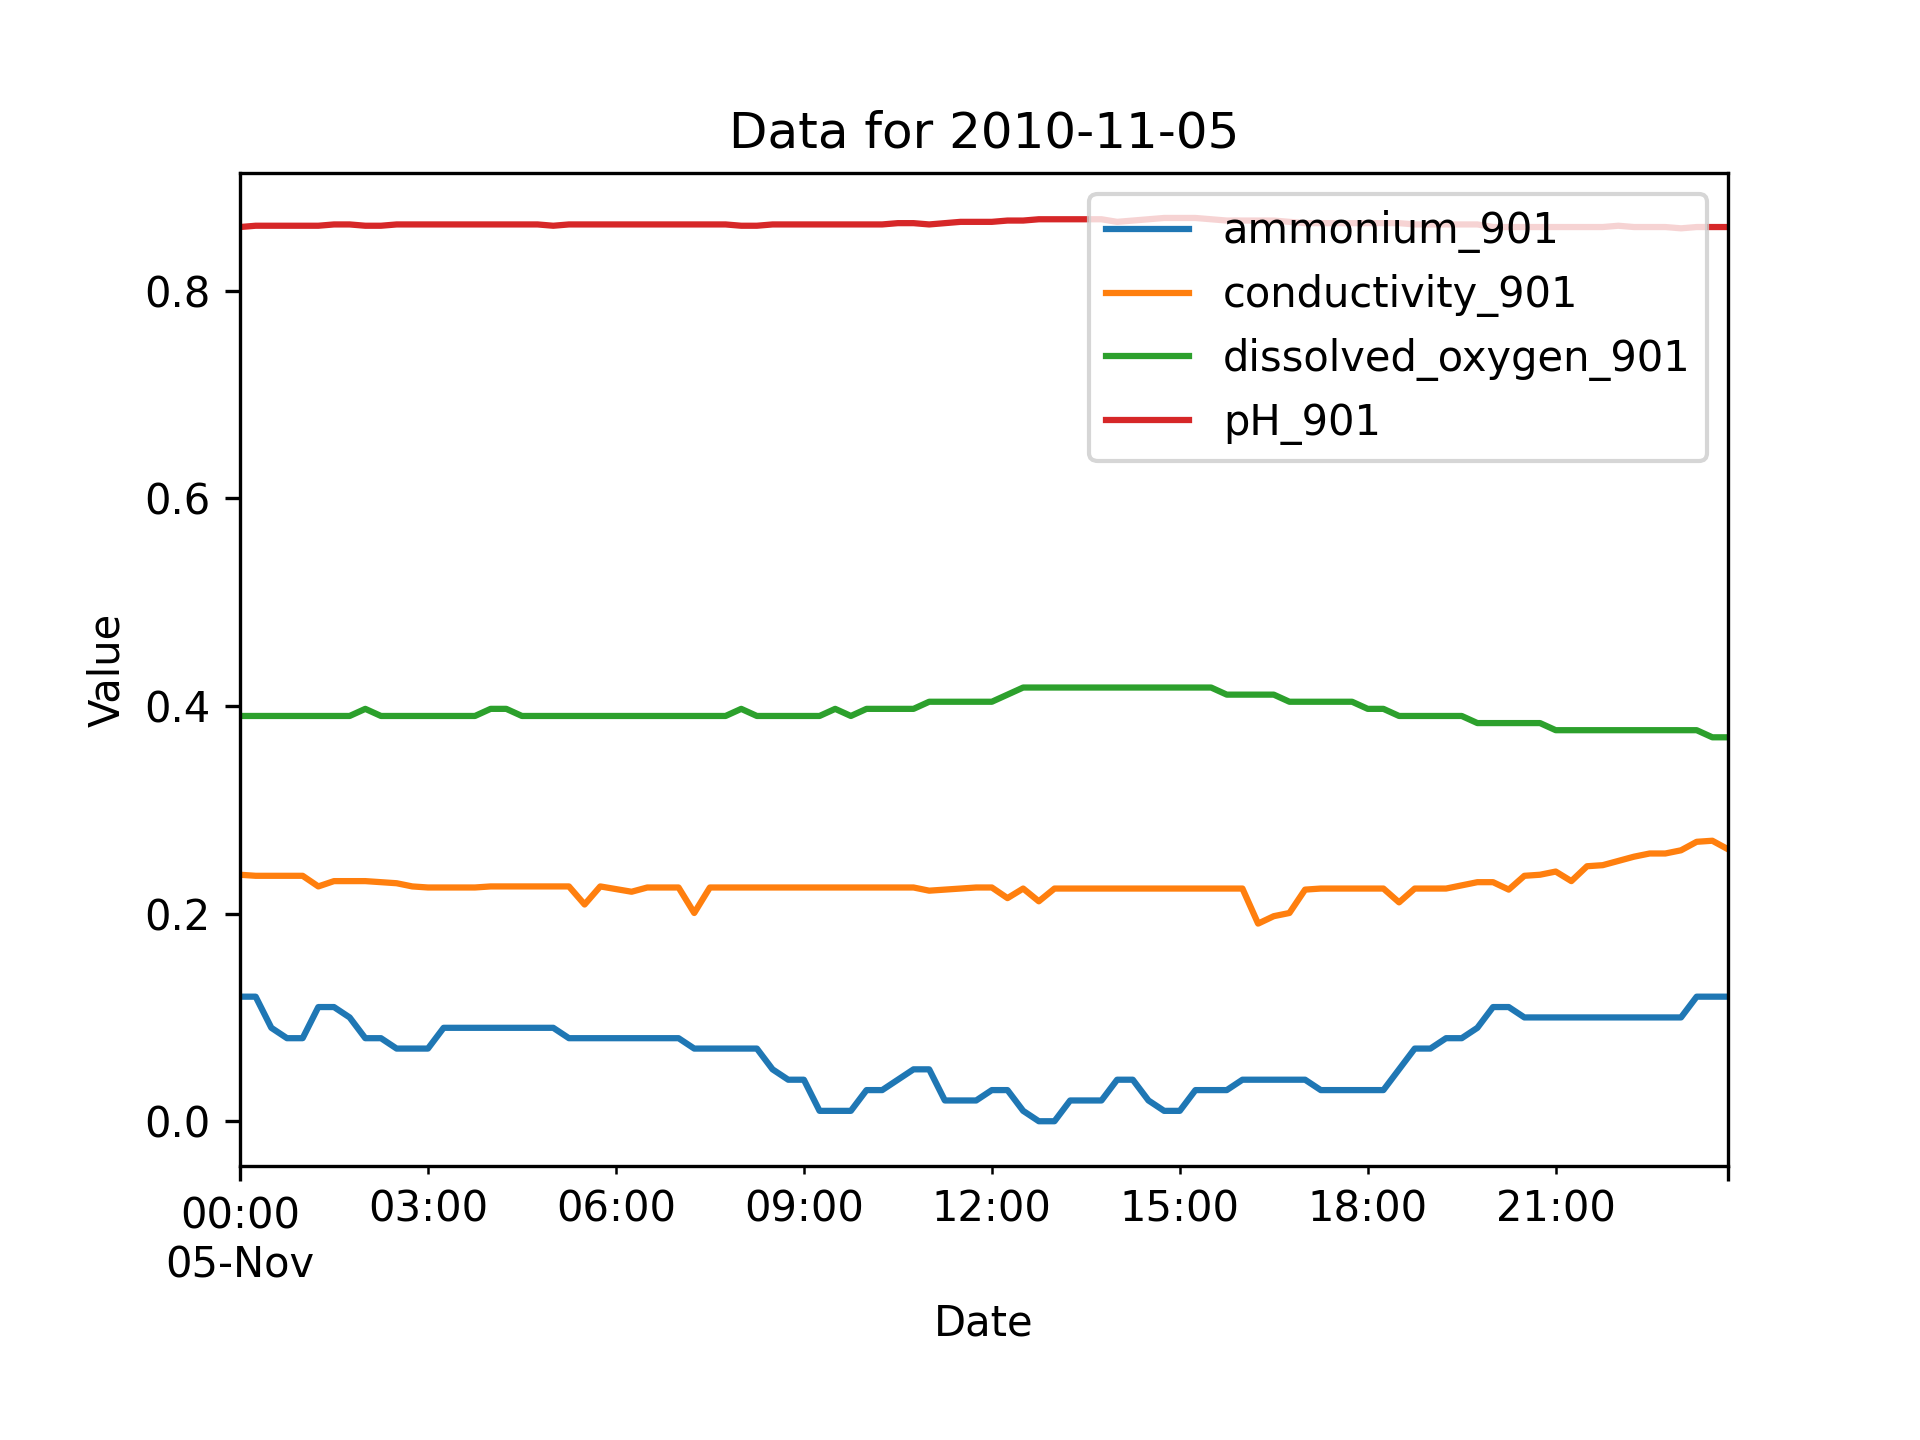 Data for 2010-11-05
ammonium_901
conductivity_901
dissolved_oxygen_901
pH_901
Value
0.8
0.6
0.4
0.2
0.0
00:00 03:00 06:00 09:00 12:00 15:00 18:00 21:00
05-Nov
Date